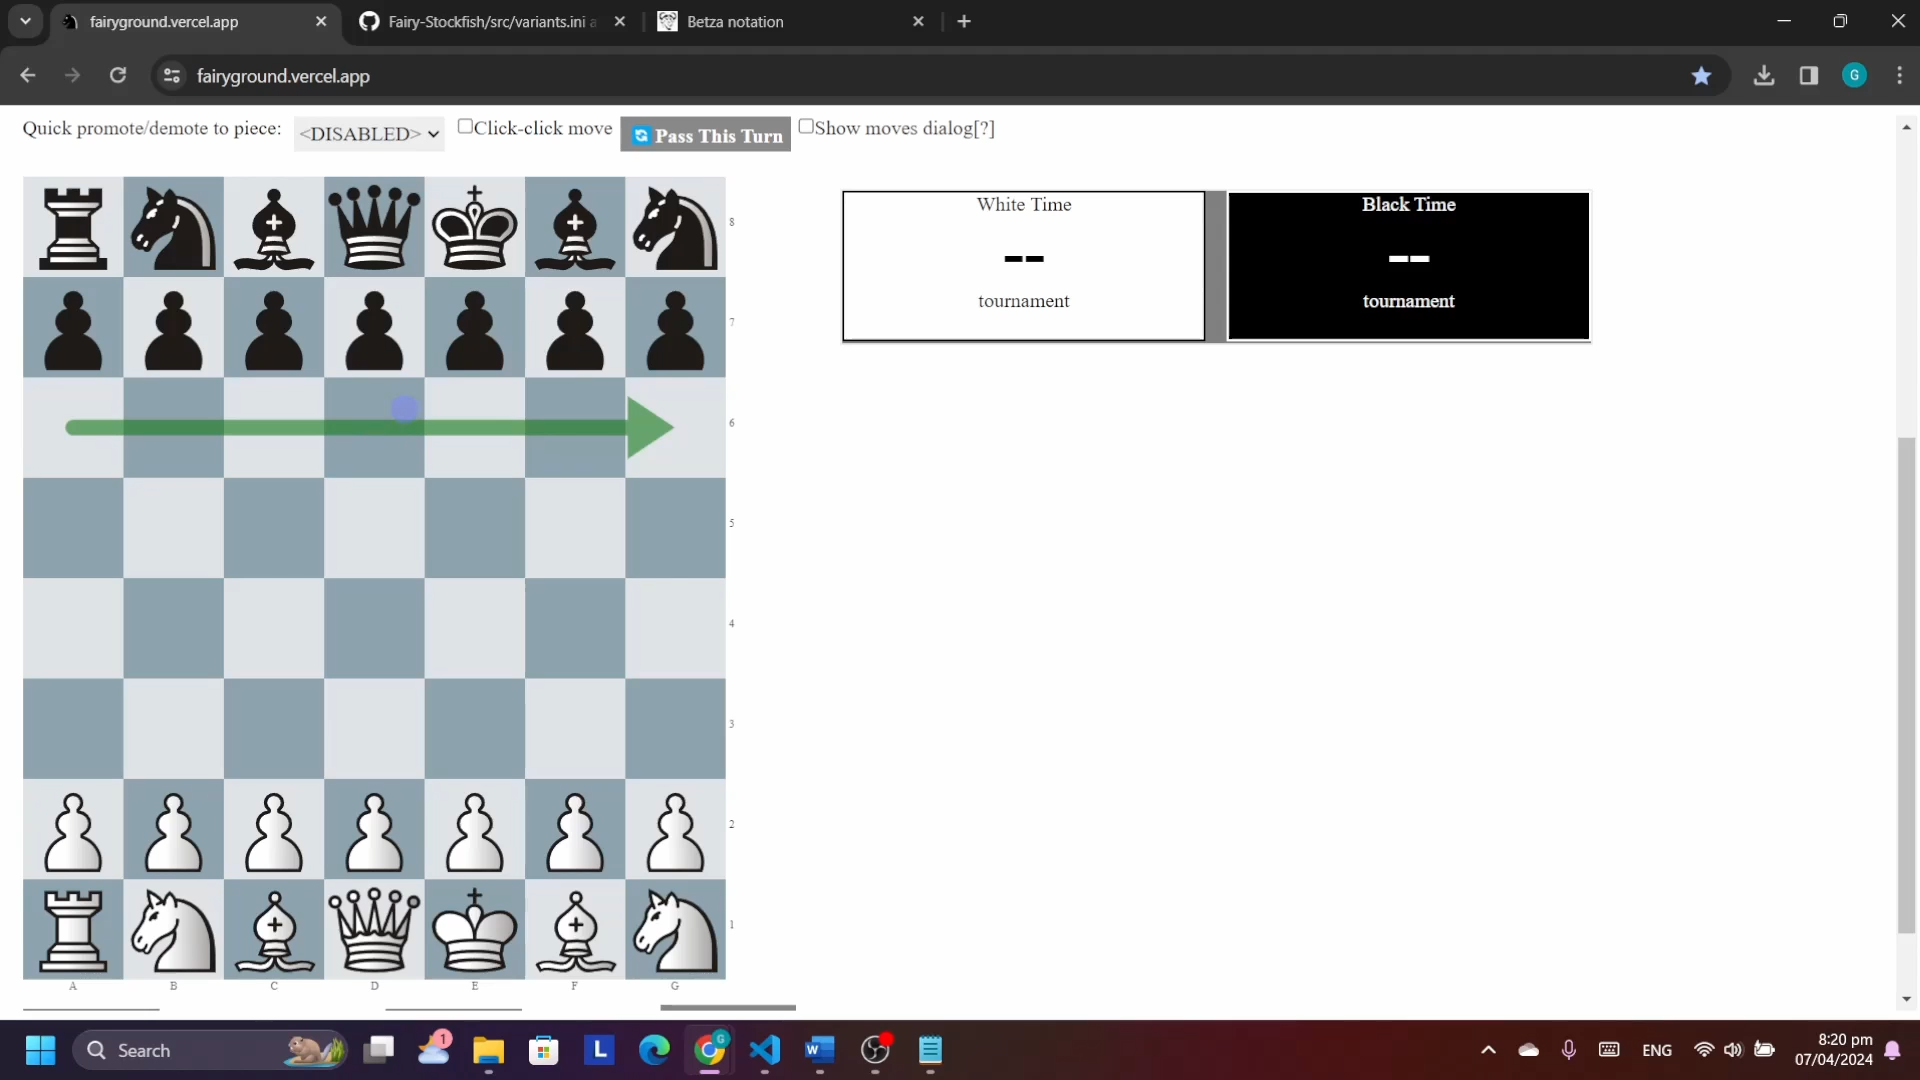 fairyground.vercel.app
Fairy-Stockfish/src/variants.ini a
Betza notation
fairyground.vercel.app
G
Quick promote/demote to piece: <DISABLED> Click-click move Pass This Turn Show moves dialog[?]
White Time
--
tournament
Black Time
--
tournament
8
7
6
5
4
3
2
1
A B C D E F G
Search
1
L
G
W
ENG
8:20 pm
07/04/2024